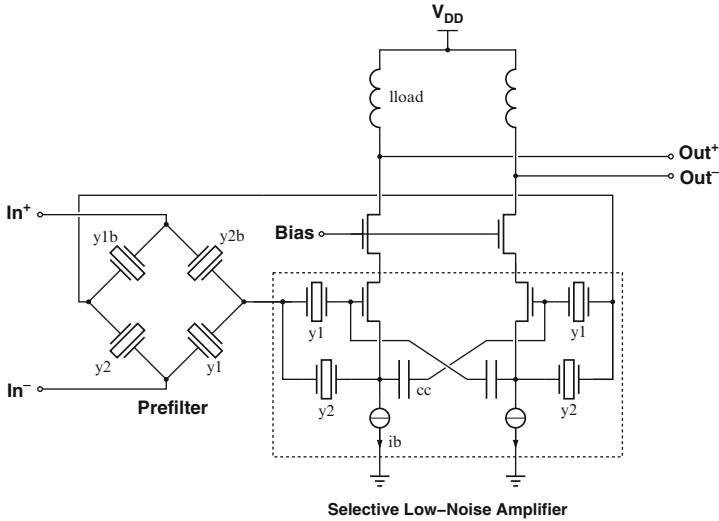 VDD
lload
Out+
Out−
In+
y1b
y2b
Bias
y1
y1
y2
y1
cc
In−
Prefilter
y2
y2
ib
Selective Low−Noise Amplifier